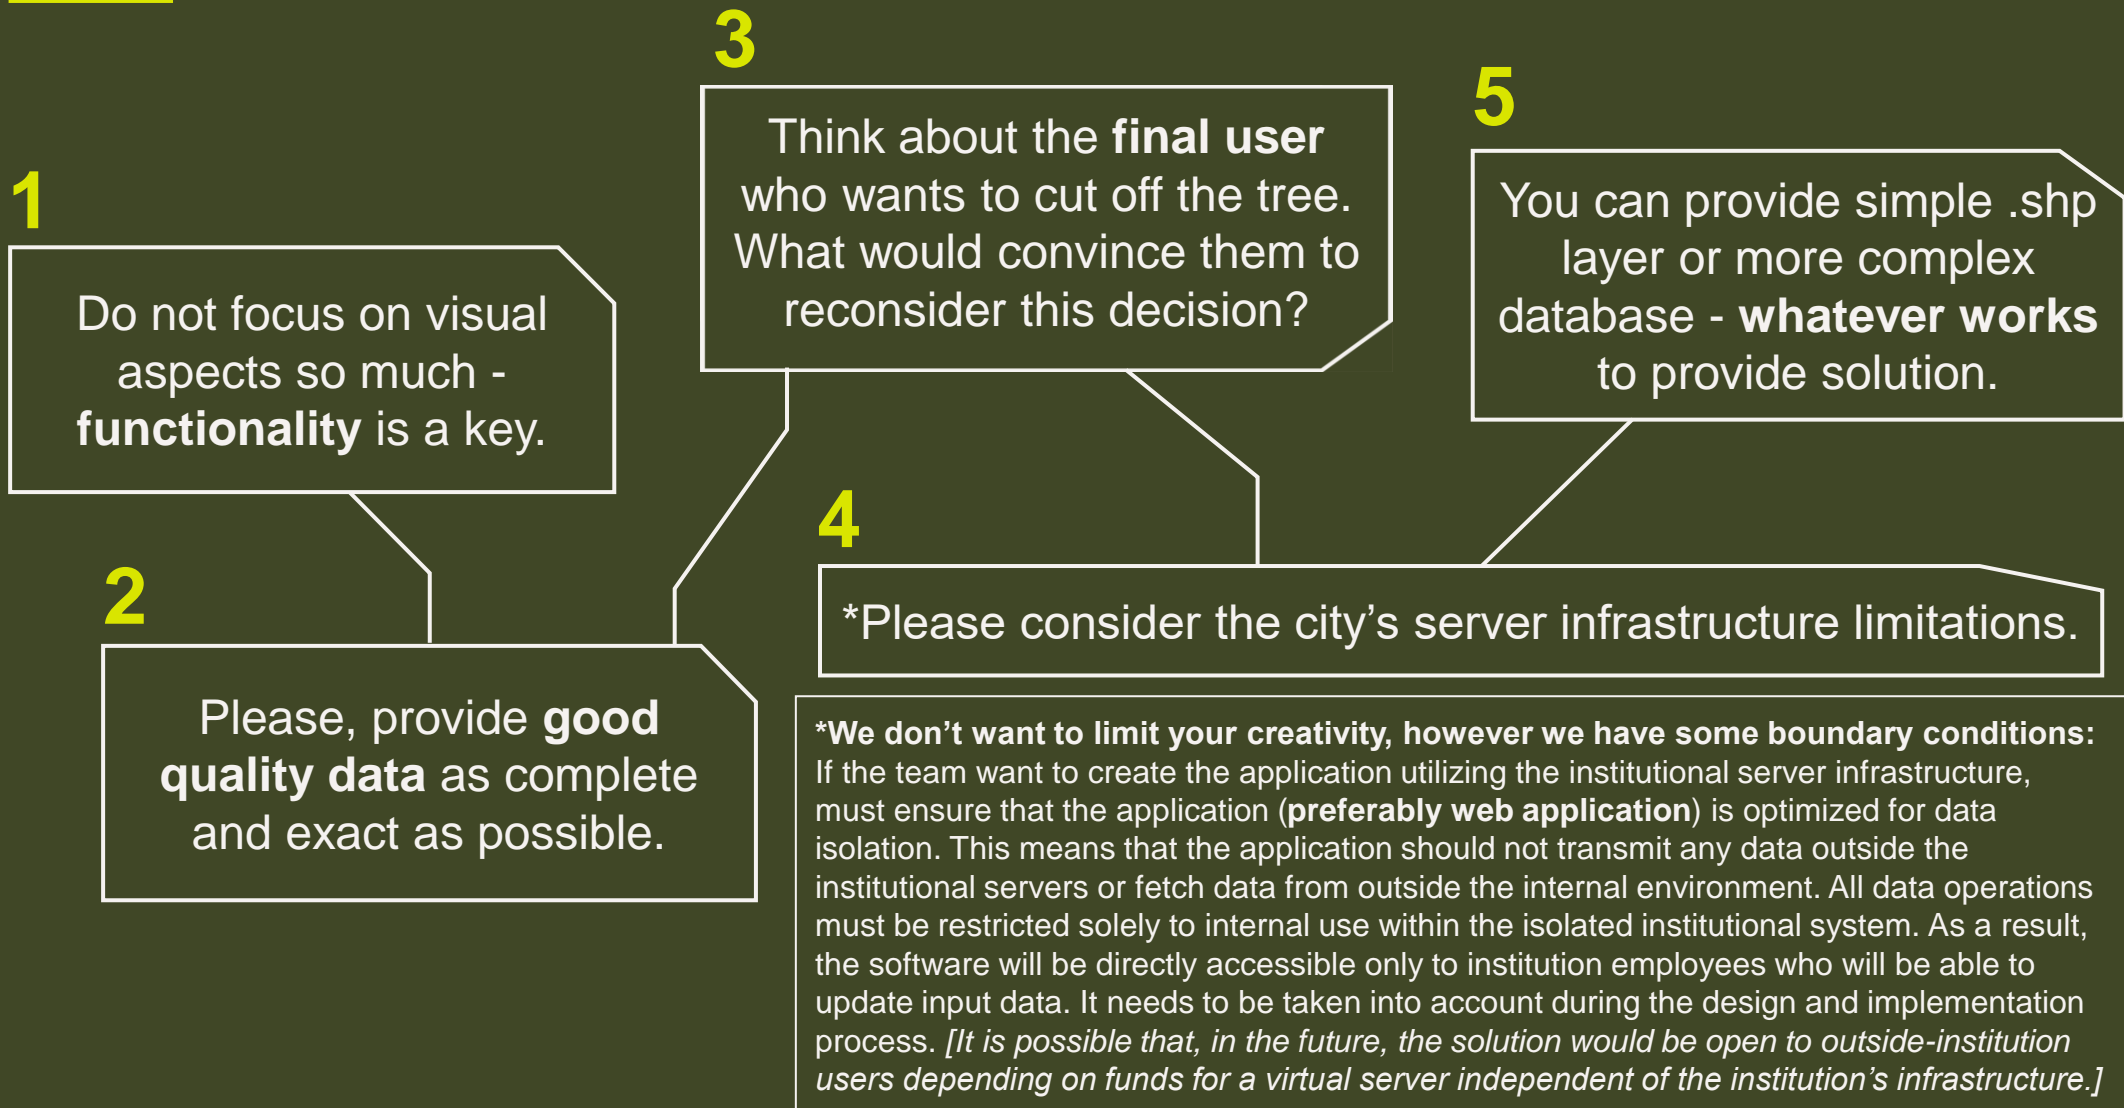 1
Do not focus on visual
aspects so much -
functionality is a key.
2
Please, provide good
quality data as complete
and exact as possible.
3
Think about the final user
who wants to cut off the tree.
What would convince them to
reconsider this decision?
4
*Please consider the city's server infrastructure limitations.
5
You can provide simple .shp
layer or more complex
database - whatever works
to provide solution.
*We don't want to limit your creativity, however we have some boundary conditions:
If the team want to create the application utilizing the institutional server infrastructure,
must ensure that the application (preferably web application) is optimized for data
isolation. This means that the application should not transmit any data outside the
institutional servers or fetch data from outside the internal environment. All data operations
must be restricted solely to internal use within the isolated institutional system. As a result,
the software will be directly accessible only to institution employees who will be able to
update input data. It needs to be taken into account during the design and implementation
process. [It is possible that, in the future, the solution would be open to outside-institution
users depending on funds for a virtual server independent of the institution's infrastructure.]